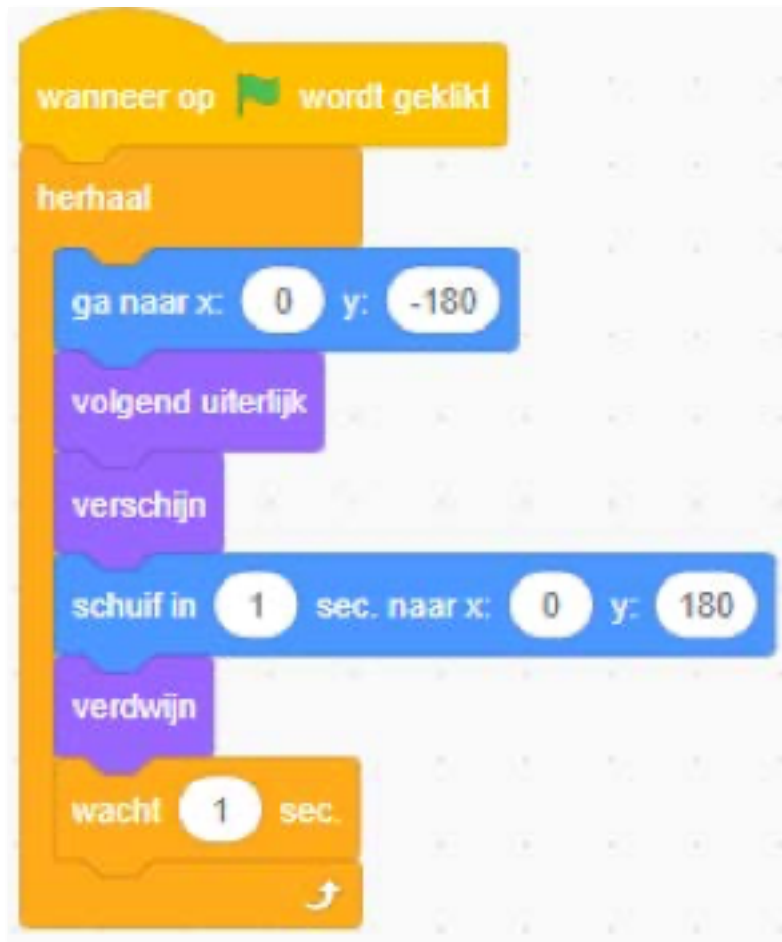 wanneer op wordt geklikt
herhaal
ga naar x: 0 y: -180
volgend uiterlijk
verschijn
schuif in 1 sec. naar x: 0 y: 180
verdwijn
wacht 1 sec.